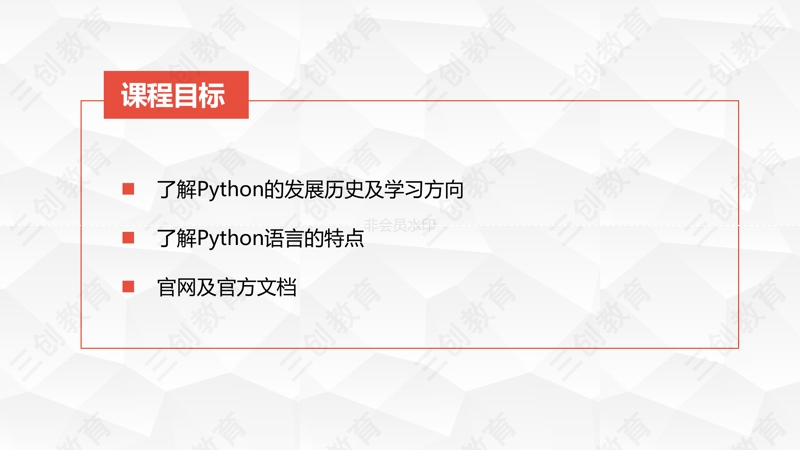 课程目标
了解Python的发展历史及学习方向
非会员水印
了解Python语言的特点
官网及官方文档
三创教育